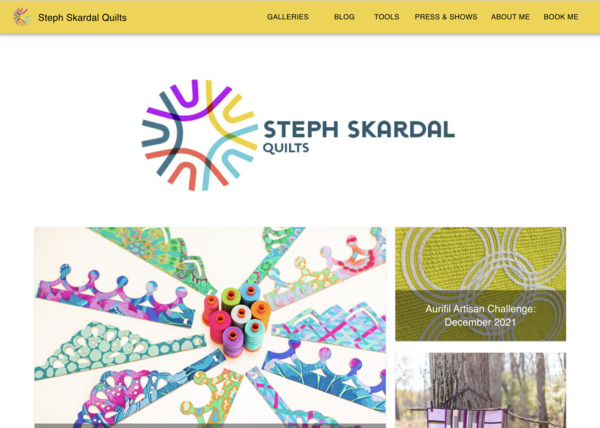 Steph Skardal Quilts
GALLERIES BLOG TOOLS PRESS & SHOWS ABOUT ME BOOK ME
STEPH SKARDAL
QUILTS
Aurifil Artisan Challenge:
December 2021